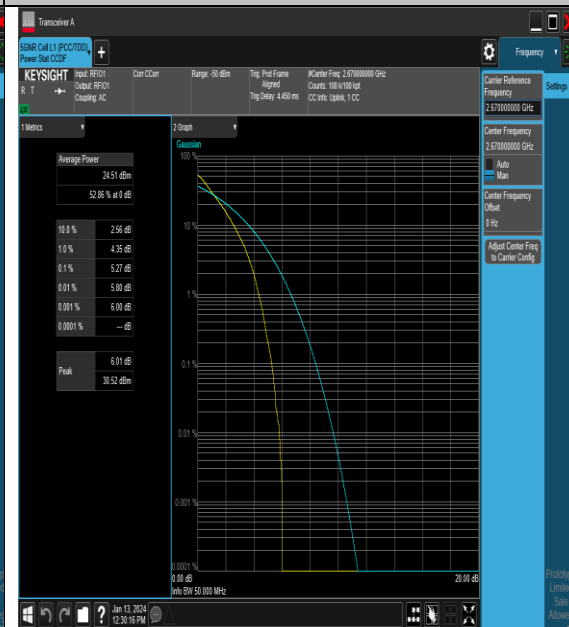 Transceiver A
5GNR Cell L1 (PCC/TDD),
Power Stat CCDF
+
Frequency
KEYSIGHT
R T
LXI
Input: RFIO1
Output: RFIO1
Coupling: AC
Corr CCorr
Range: -50 dBm
Trig: Prot Frame
Aligned
Trig Delay: 4.450 ms
#Center Freq: 2.670000000 GHz
Counts: 100 k/100 kpt
CC Info: Uplink, 1 CC
Carrier Reference
Frequency
2.670000000 GHz
Settings
Center Frequency
2.670000000 GHz
Auto
Man
Center Frequency
Offset
0 Hz
Adjust Center Freq
to Carrier Config
1 Metrics
Average Power
24.51 dBm
52.86 % at 0 dB
10.0 % 2.56 dB
1.0 % 4.35 dB
0.1 % 5.27 dB
0.01 % 5.80 dB
0.001 % 6.00 dB
0.0001 % --- dB
Peak
6.01 dB
30.52 dBm
2 Graph
Gaussian
100 %
10 %
1 %
0.1 %
0.01 %
0.001 %
0.0001 %
0.00 dB 20.00 dB
Info BW 50.000 MHz
?
Jan 13, 2024
12:30:16 PM